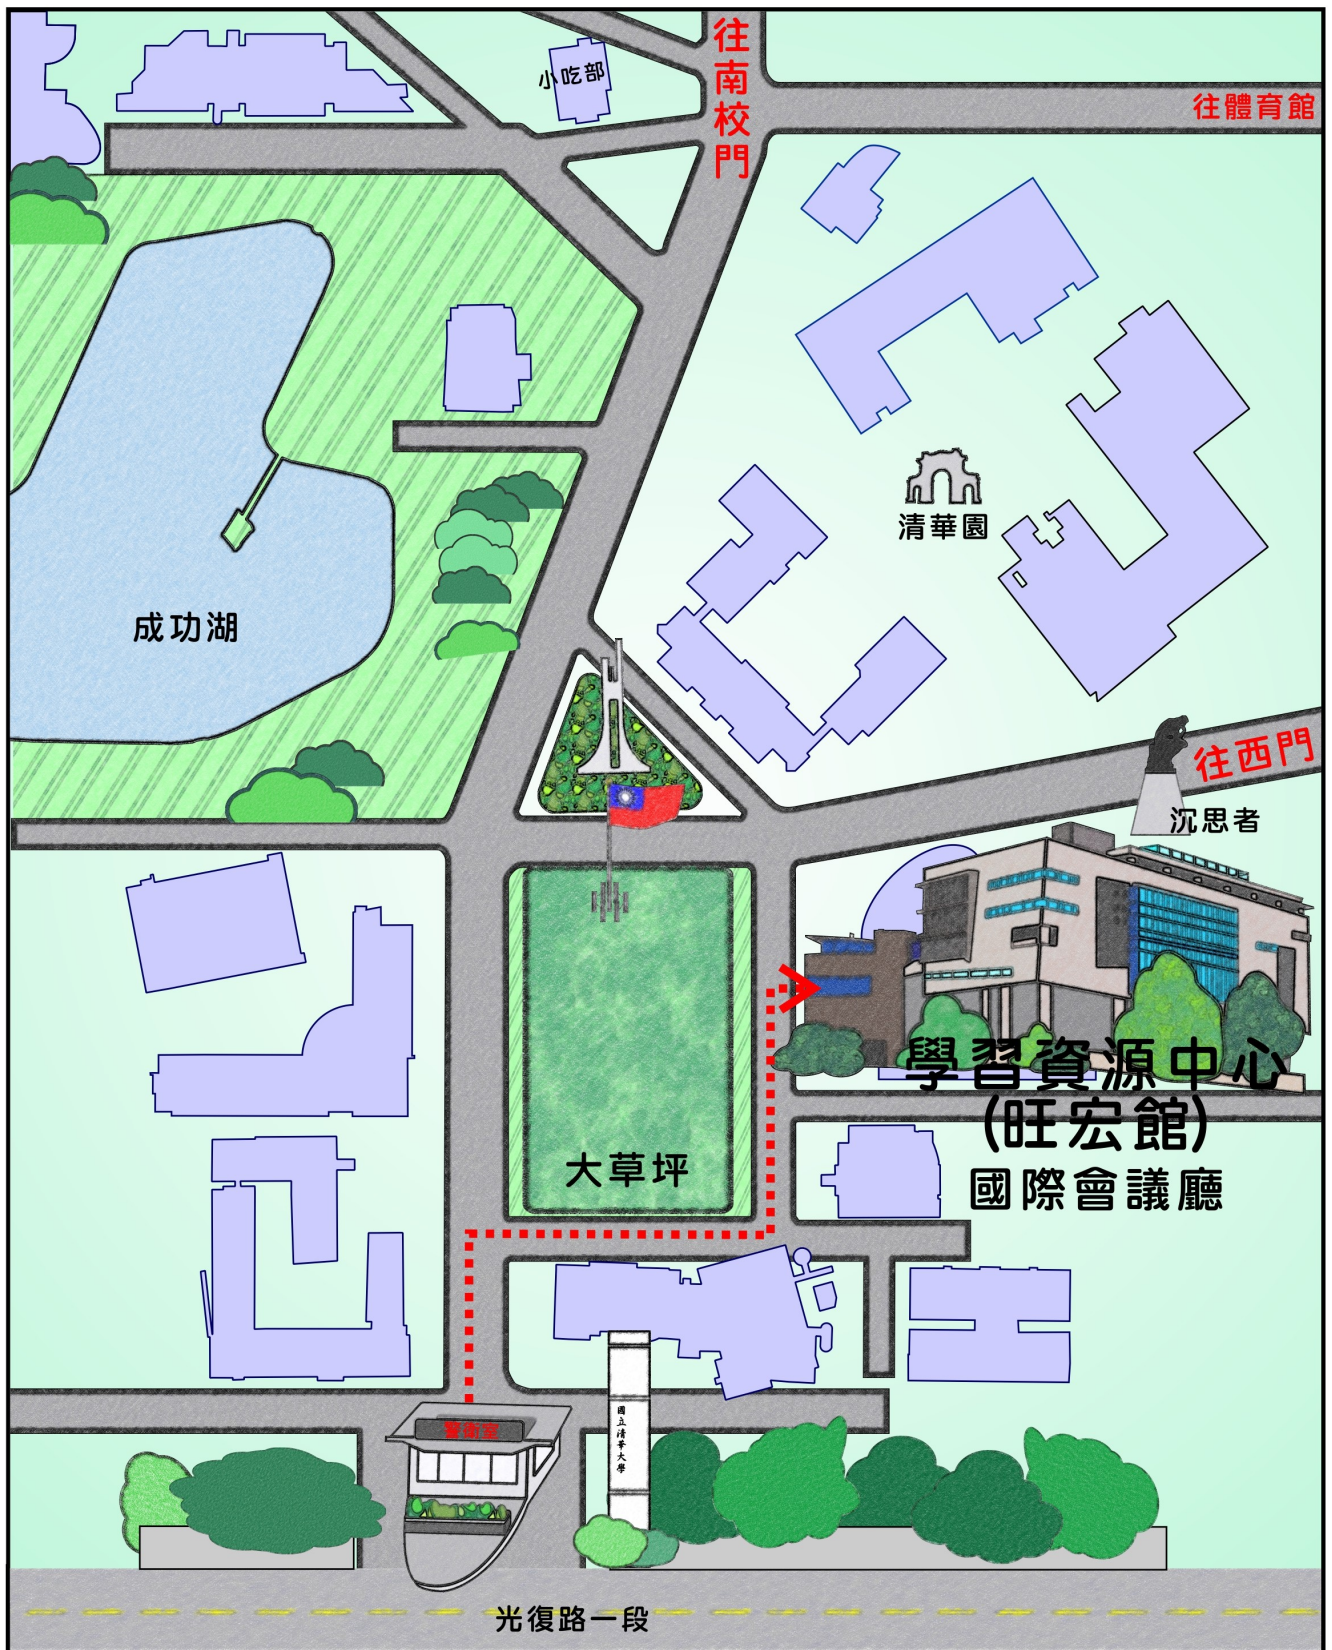 往南校門
小吃部
往體育館
清華園
成功湖
往西門
沉思者
學習資源中心
(旺宏館)
國際會議廳
大草坪
警衛室
國立清華大學
光復路一段